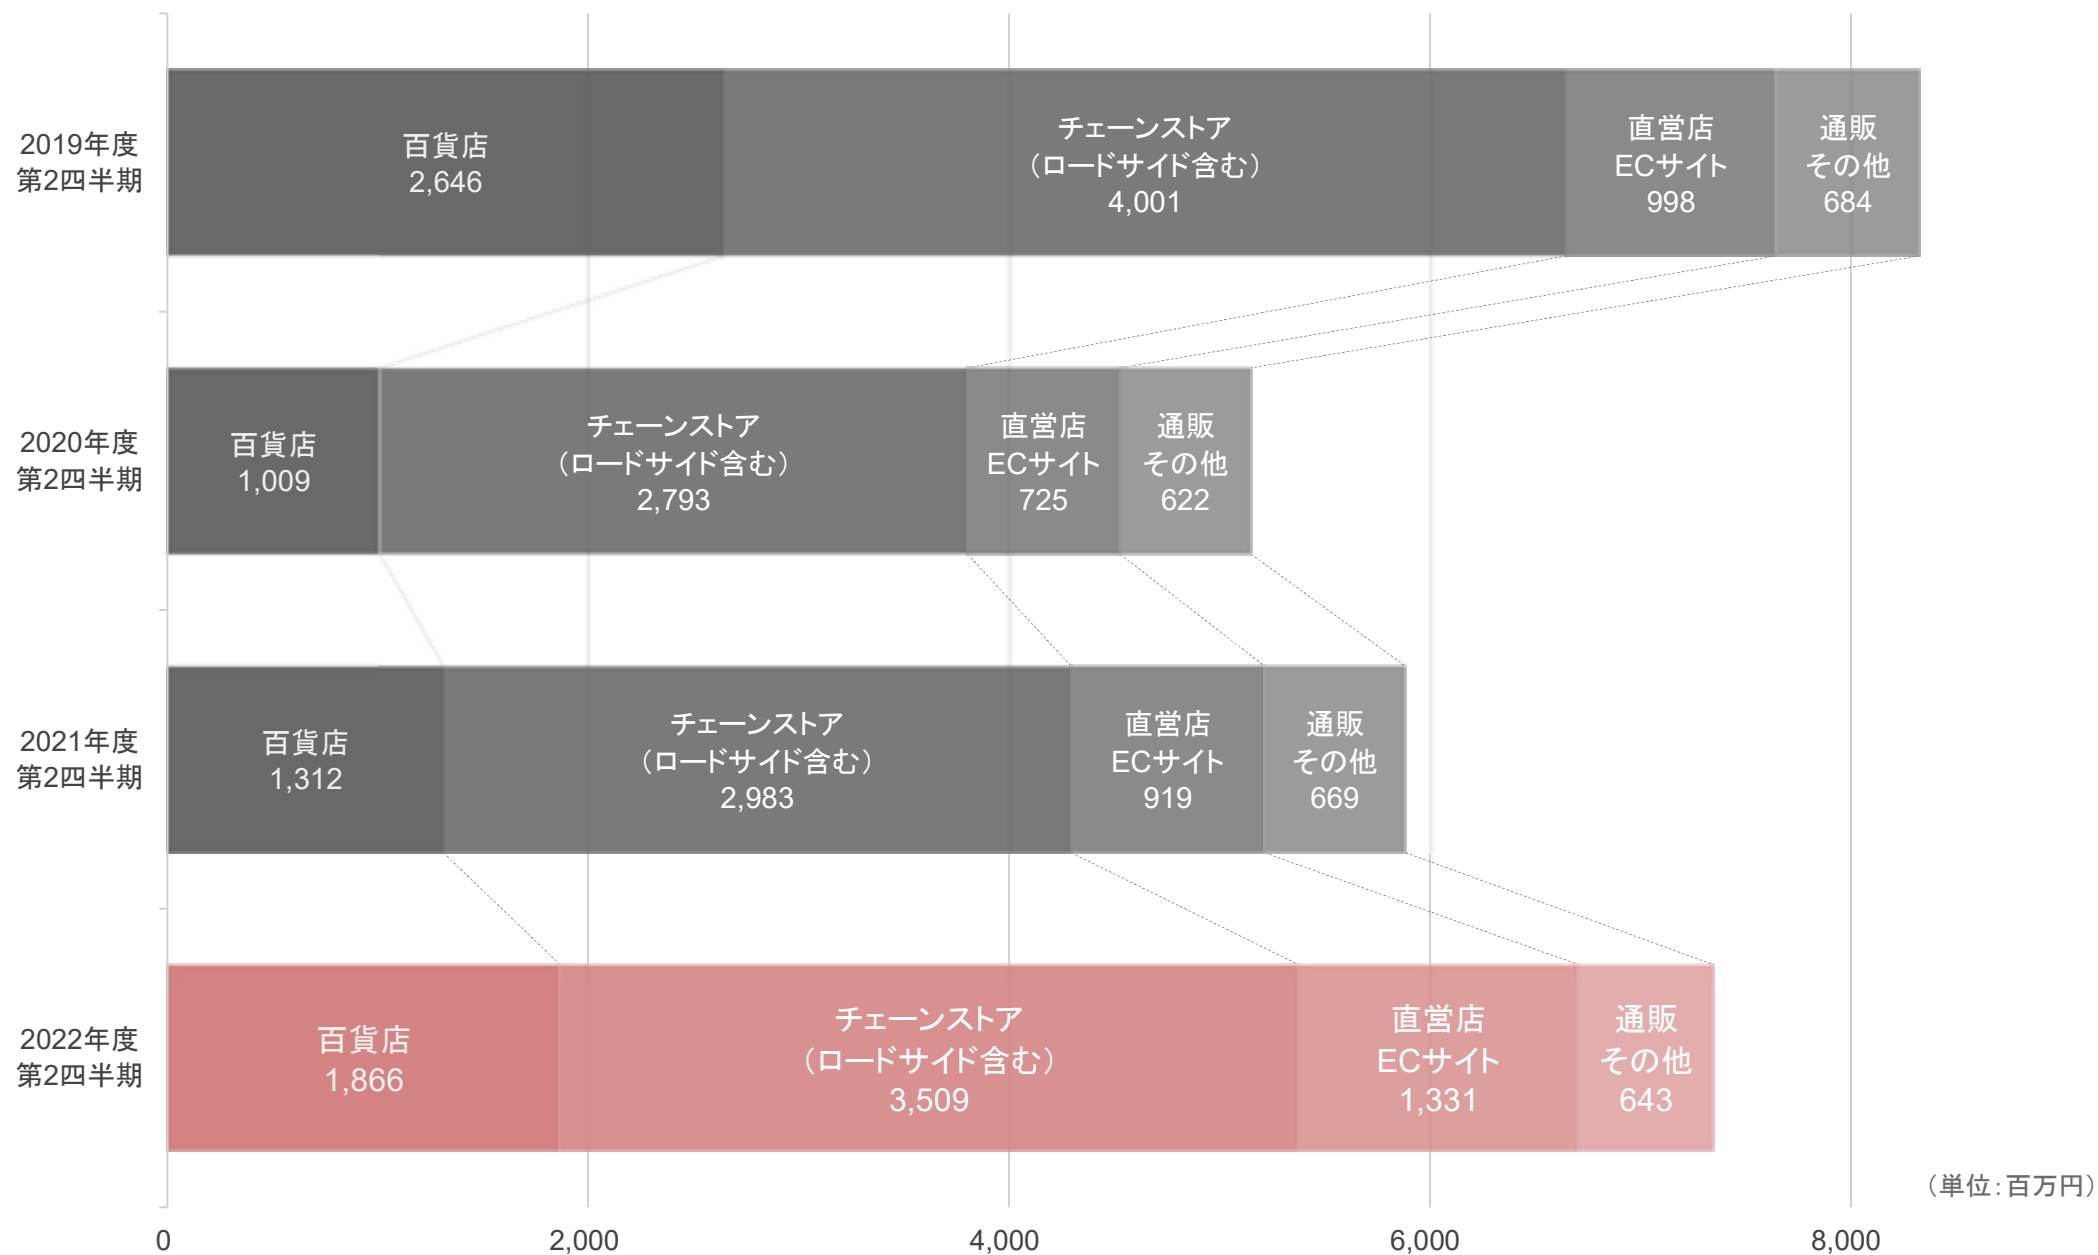 2019年度
第2四半期
百貨店
2,646
チェーンストア
（ロードサイド含む）
4,001
直営店
ECサイト
998
通販
その他
684
2020年度
第2四半期
百貨店
1,009
チェーンストア
（ロードサイド含む）
2,793
直営店
ECサイト
725
通販
その他
622
2021年度
第2四半期
百貨店
1,312
チェーンストア
（ロードサイド含む）
2,983
直営店
ECサイト
919
通販
その他
669
2022年度
第2四半期
百貨店
1,866
チェーンストア
（ロードサイド含む）
3,509
直営店
ECサイト
1,331
通販
その他
643
（単位：百万円）
0 2,000 4,000 6,000 8,000